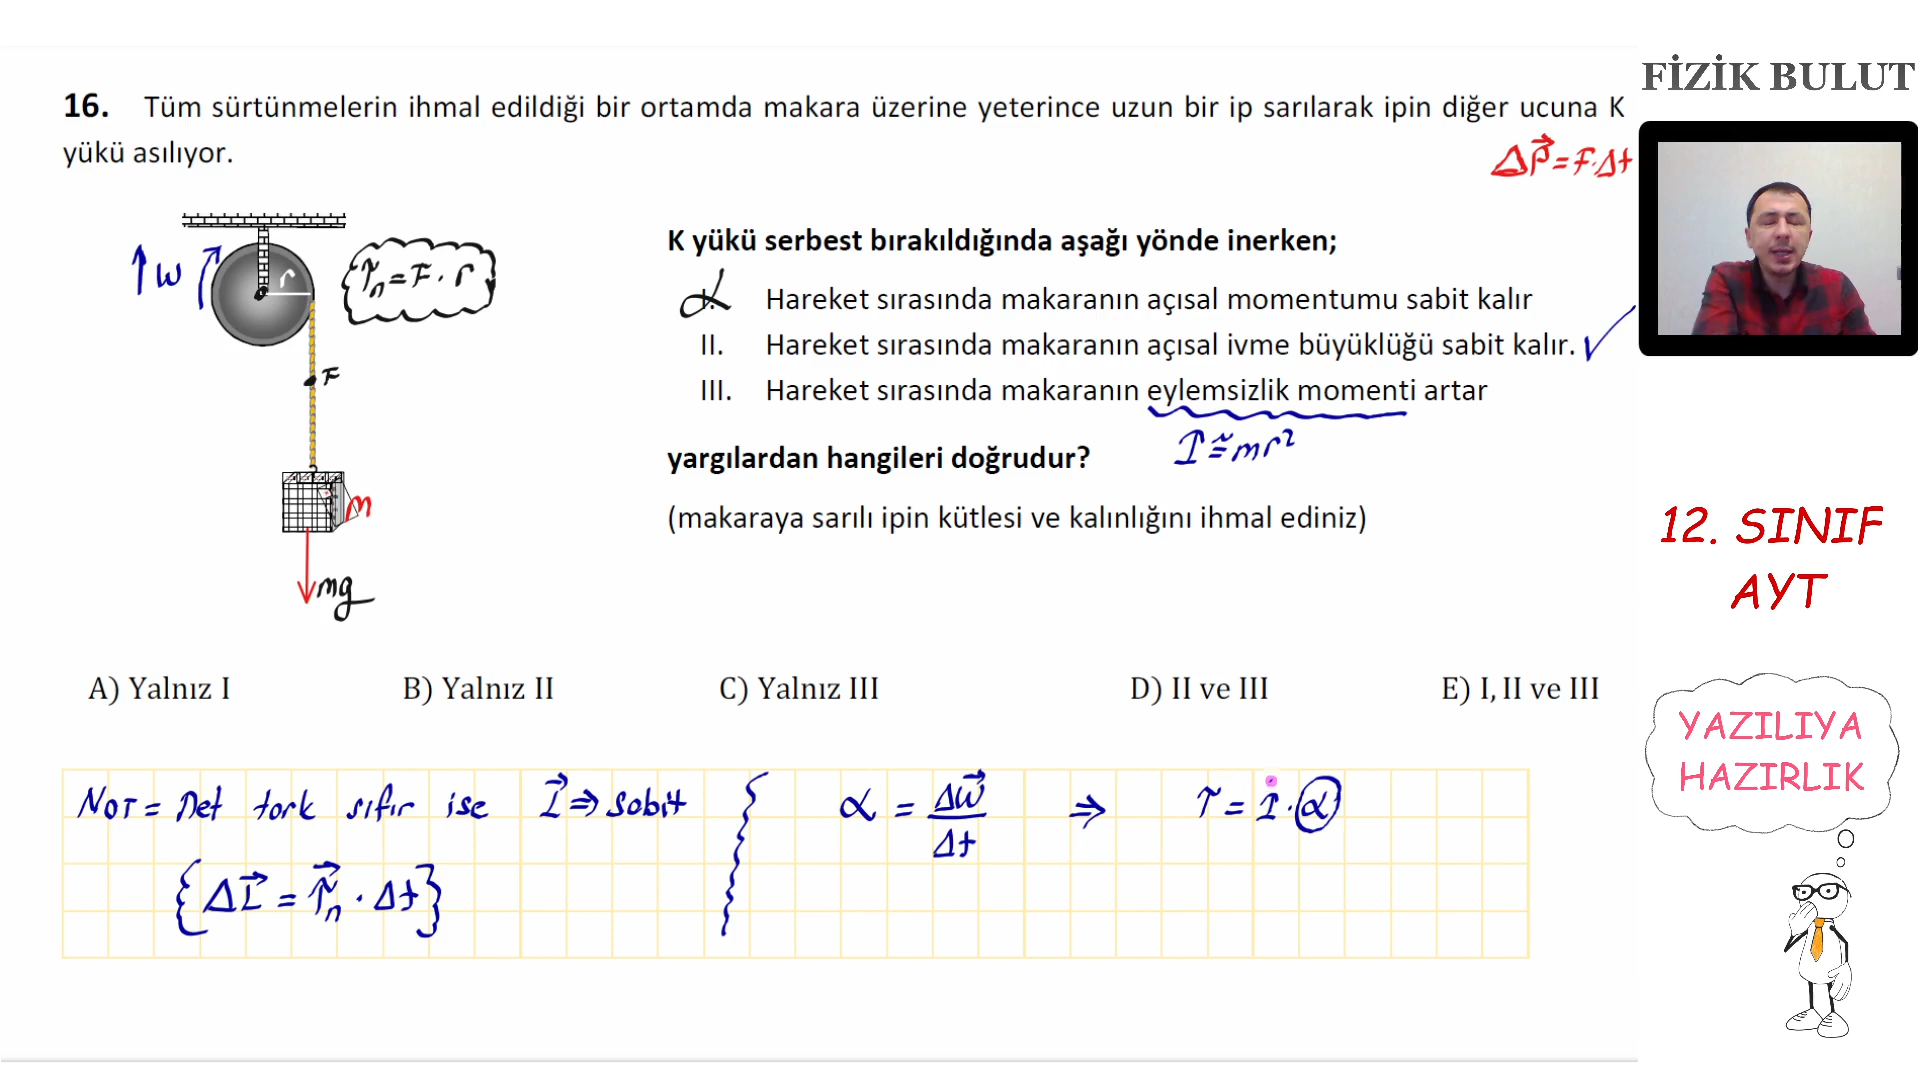 FİZİK BULUT
16. Tüm sürtünmelerin ihmal edildiği bir ortamda makara üzerine yeterince uzun bir ip sarılarak ipin diğer ucuna K
yükü asılıyor.
ΔP⃗ = F·Δt
↑ω
r
τₙ = F · r
F
m
mg
K yükü serbest bırakıldığında aşağı yönde inerken;
I. Hareket sırasında makaranın açısal momentumu sabit kalır
II. Hareket sırasında makaranın açısal ivme büyüklüğü sabit kalır. ✓
III. Hareket sırasında makaranın eylemsizlik momenti artar
I ≅ mr²
yargılardan hangileri doğrudur?
(makaraya sarılı ipin kütlesi ve kalınlığını ihmal ediniz)
A) Yalnız I B) Yalnız II C) Yalnız III D) II ve III E) I, II ve III
NOT = Net tork sıfır ise L⃗ ⇒ Sabit
{ΔL⃗ = τ⃗ₙ · Δt}
α = Δω⃗ / Δt ⇒ τ = I · α
12. SINIF
AYT
YAZILIYA
HAZIRLIK